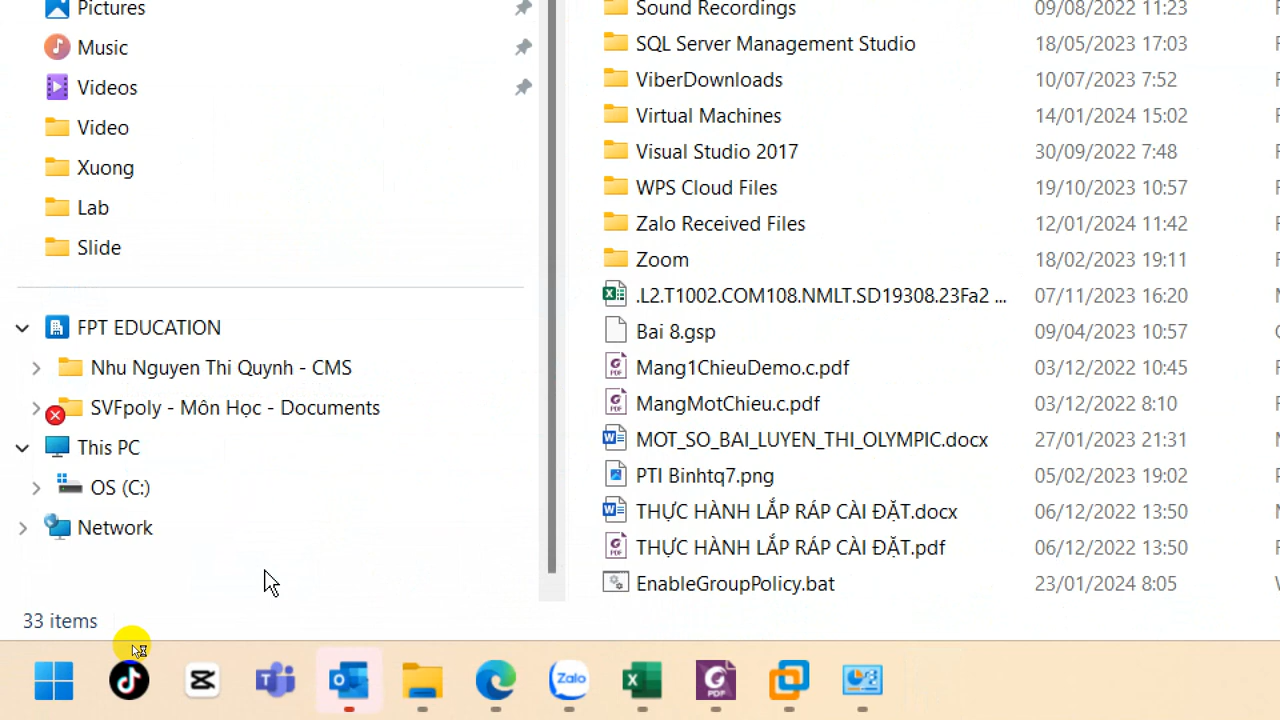 Pictures
Music
Videos
Video
Xuong
Lab
Slide
FPT EDUCATION
Nhu Nguyen Thi Quynh - CMS
SVFpoly - Môn Học - Documents
This PC
OS (C:)
Network
33 items
Sound Recordings 09/08/2022 11:23
SQL Server Management Studio 18/05/2023 17:03
ViberDownloads 10/07/2023 7:52
Virtual Machines 14/01/2024 15:02
Visual Studio 2017 30/09/2022 7:48
WPS Cloud Files 19/10/2023 10:57
Zalo Received Files 12/01/2024 11:42
Zoom 18/02/2023 19:11
.L2.T1002.COM108.NMLT.SD19308.23Fa2 ... 07/11/2023 16:20
Bai 8.gsp 09/04/2023 10:57
Mang1ChieuDemo.c.pdf 03/12/2022 10:45
MangMotChieu.c.pdf 03/12/2022 8:10
MOT_SO_BAI_LUYEN_THI_OLYMPIC.docx 27/01/2023 21:31
PTI Binhtq7.png 05/02/2023 19:02
THỰC HÀNH LẮP RÁP CÀI ĐẶT.docx 06/12/2022 13:50
THỰC HÀNH LẮP RÁP CÀI ĐẶT.pdf 06/12/2022 13:50
EnableGroupPolicy.bat 23/01/2024 8:05
Zalo